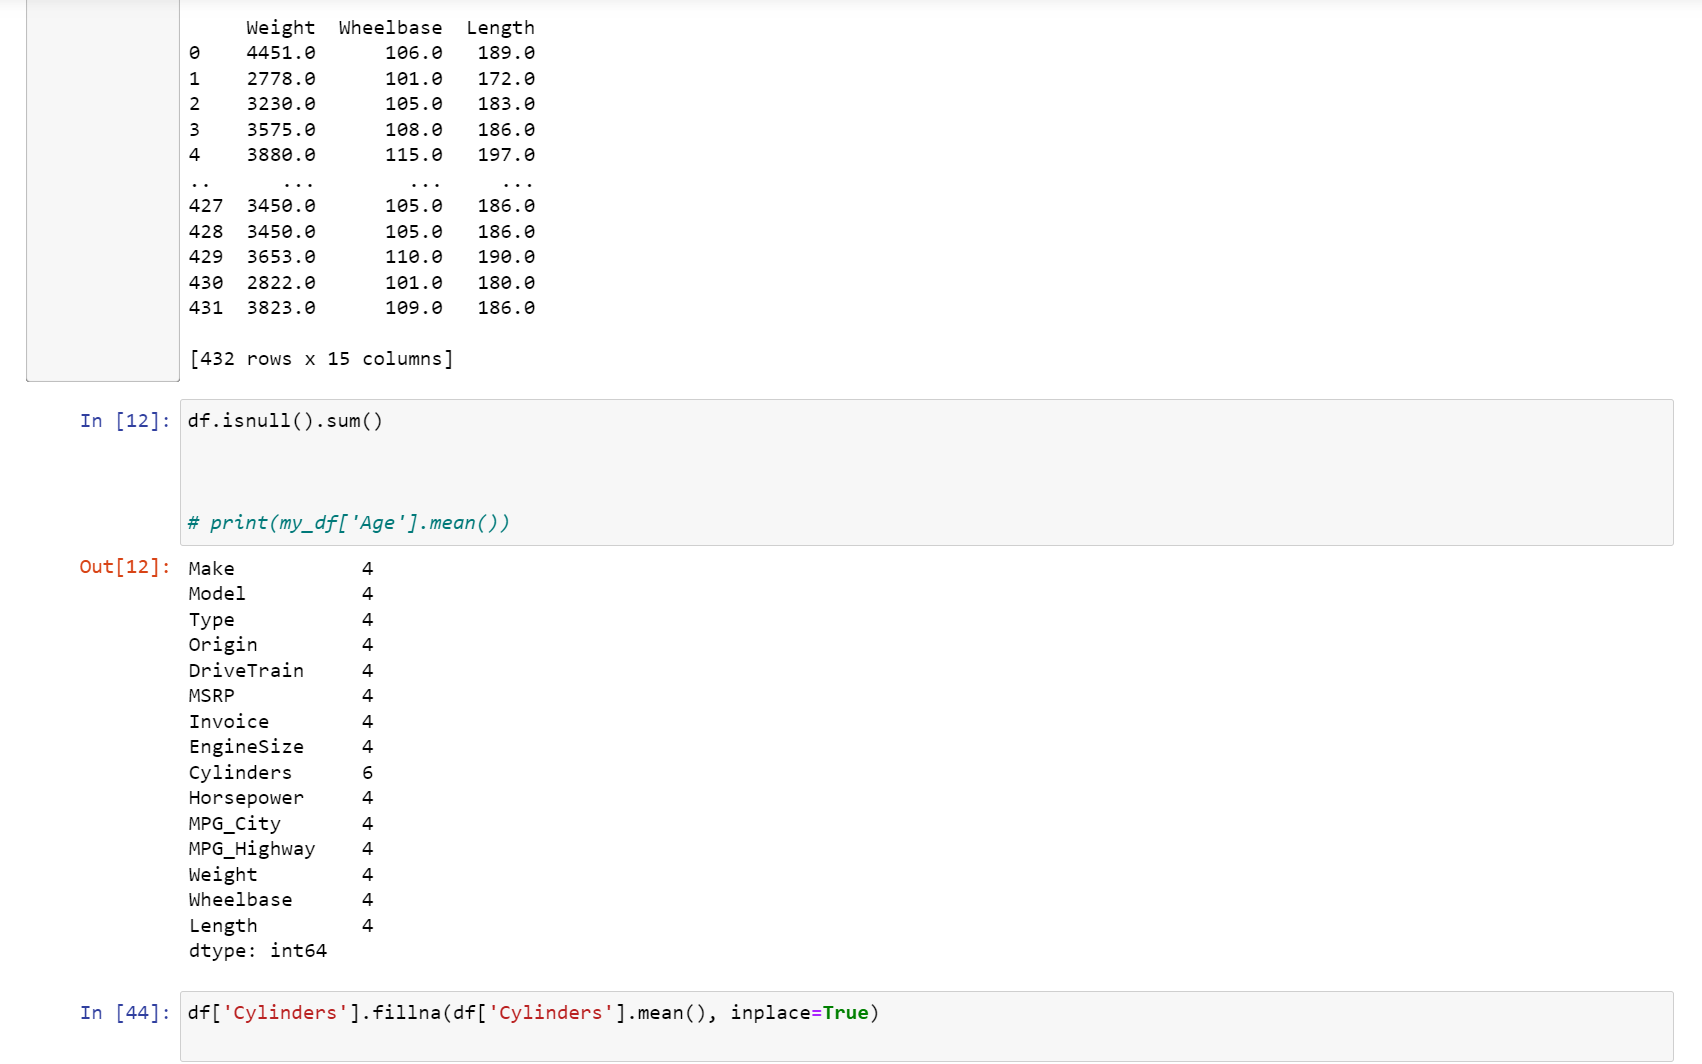 Weight  Wheelbase  Length
0    4451.0      106.0   189.0
1    2778.0      101.0   172.0
2    3230.0      105.0   183.0
3    3575.0      108.0   186.0
4    3880.0      115.0   197.0
..      ...        ...     ...
427  3450.0      105.0   186.0
428  3450.0      105.0   186.0
429  3653.0      110.0   190.0
430  2822.0      101.0   180.0
431  3823.0      109.0   186.0
[432 rows x 15 columns]
In [12]: df.isnull().sum()
# print(my_df['Age'].mean())
Out[12]: Make           4
Model          4
Type           4
Origin         4
DriveTrain     4
MSRP           4
Invoice        4
EngineSize     4
Cylinders      6
Horsepower     4
MPG_City       4
MPG_Highway    4
Weight         4
Wheelbase      4
Length         4
dtype: int64
In [44]: df['Cylinders'].fillna(df['Cylinders'].mean(), inplace=True)